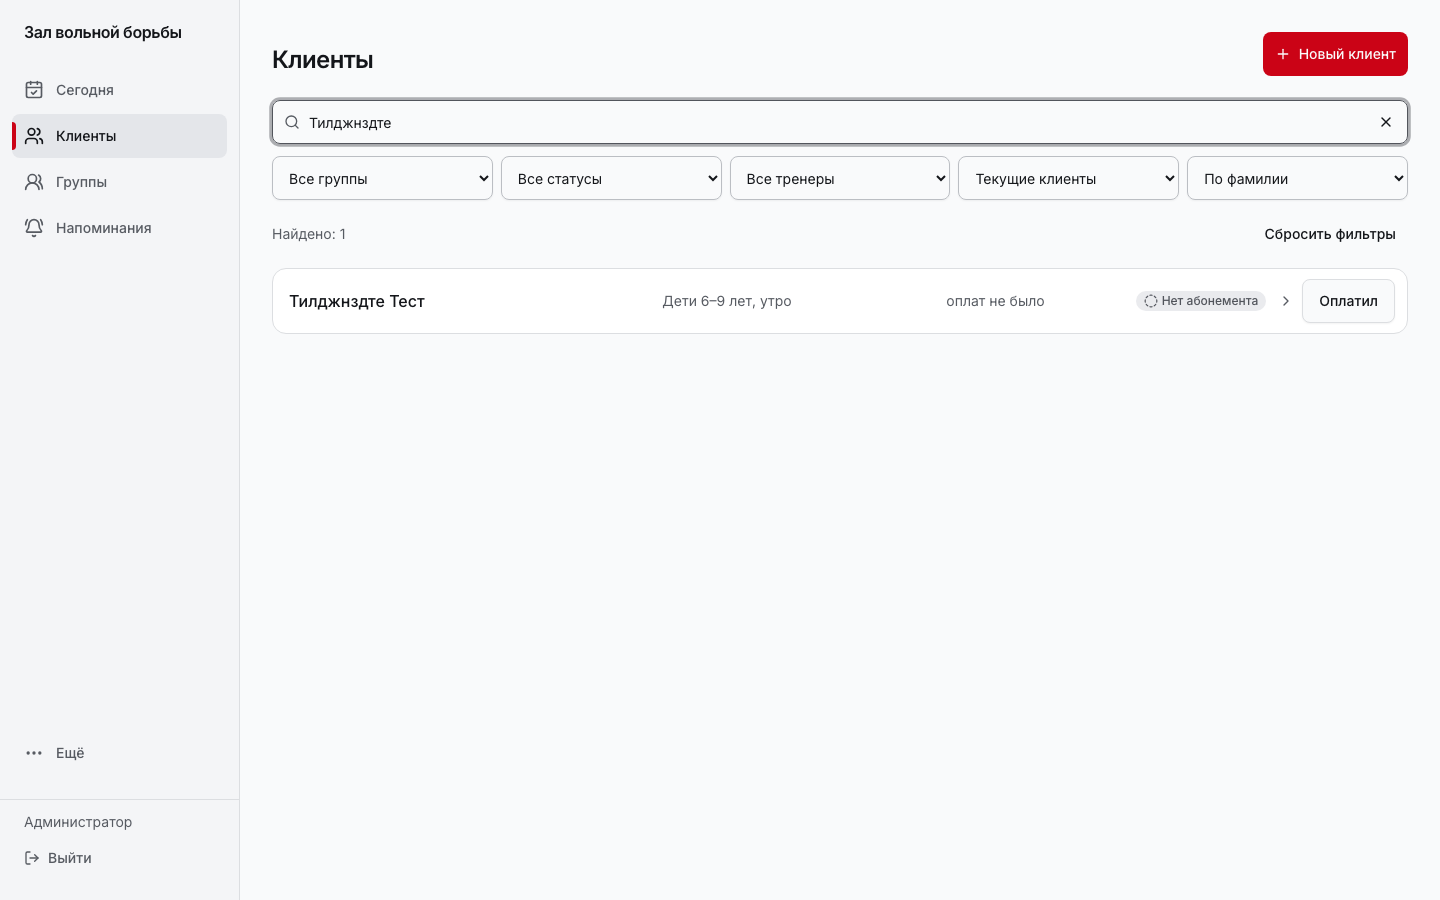 Зал вольной борьбы
Сегодня
Клиенты
Группы
Напоминания
Ещё
Администратор
Выйти
Клиенты
Новый клиент
Тилджнздте
Все группы
Все статусы
Все тренеры
Текущие клиенты
По фамилии
Найдено: 1
Сбросить фильтры
Тилджнздте Тест
Дети 6–9 лет, утро
оплат не было
Нет абонемента
Оплатил